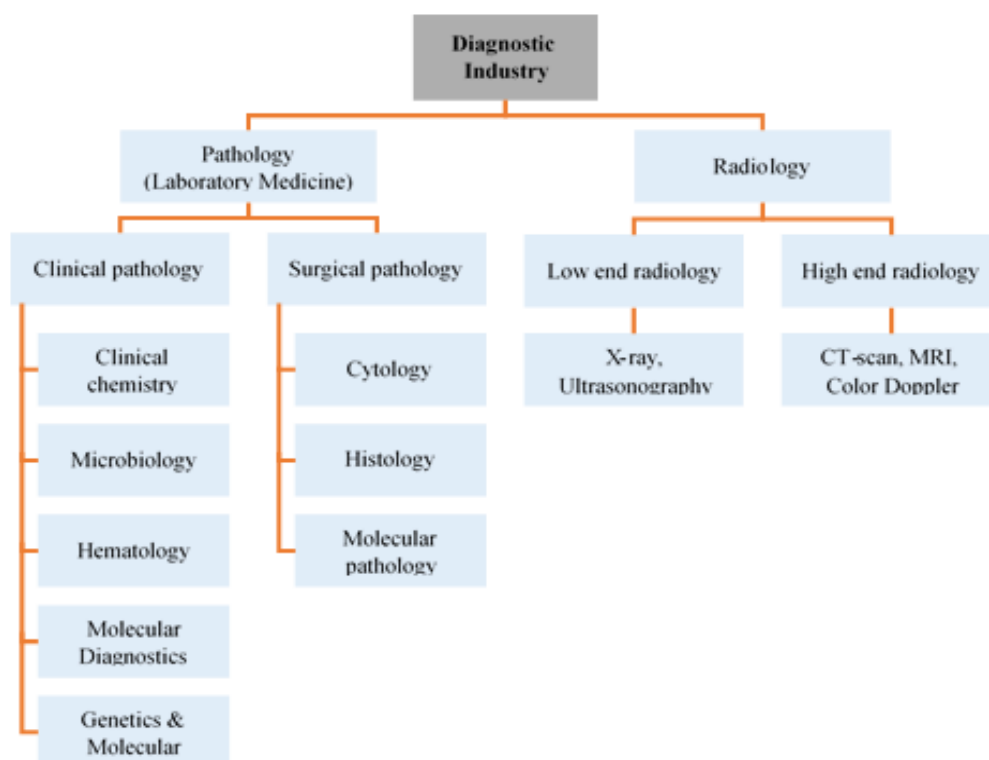 Diagnostic
Industry
Pathology
(Laboratory Medicine)
Radiology
Clinical pathology
Surgical pathology
Low end radiology
High end radiology
Clinical
chemistry
Cytology
X-ray,
Ultrasonography
CT-scan, MRI,
Color Doppler
Microbiology
Histology
Hematology
Molecular
pathology
Molecular
Diagnostics
Genetics &
Molecular